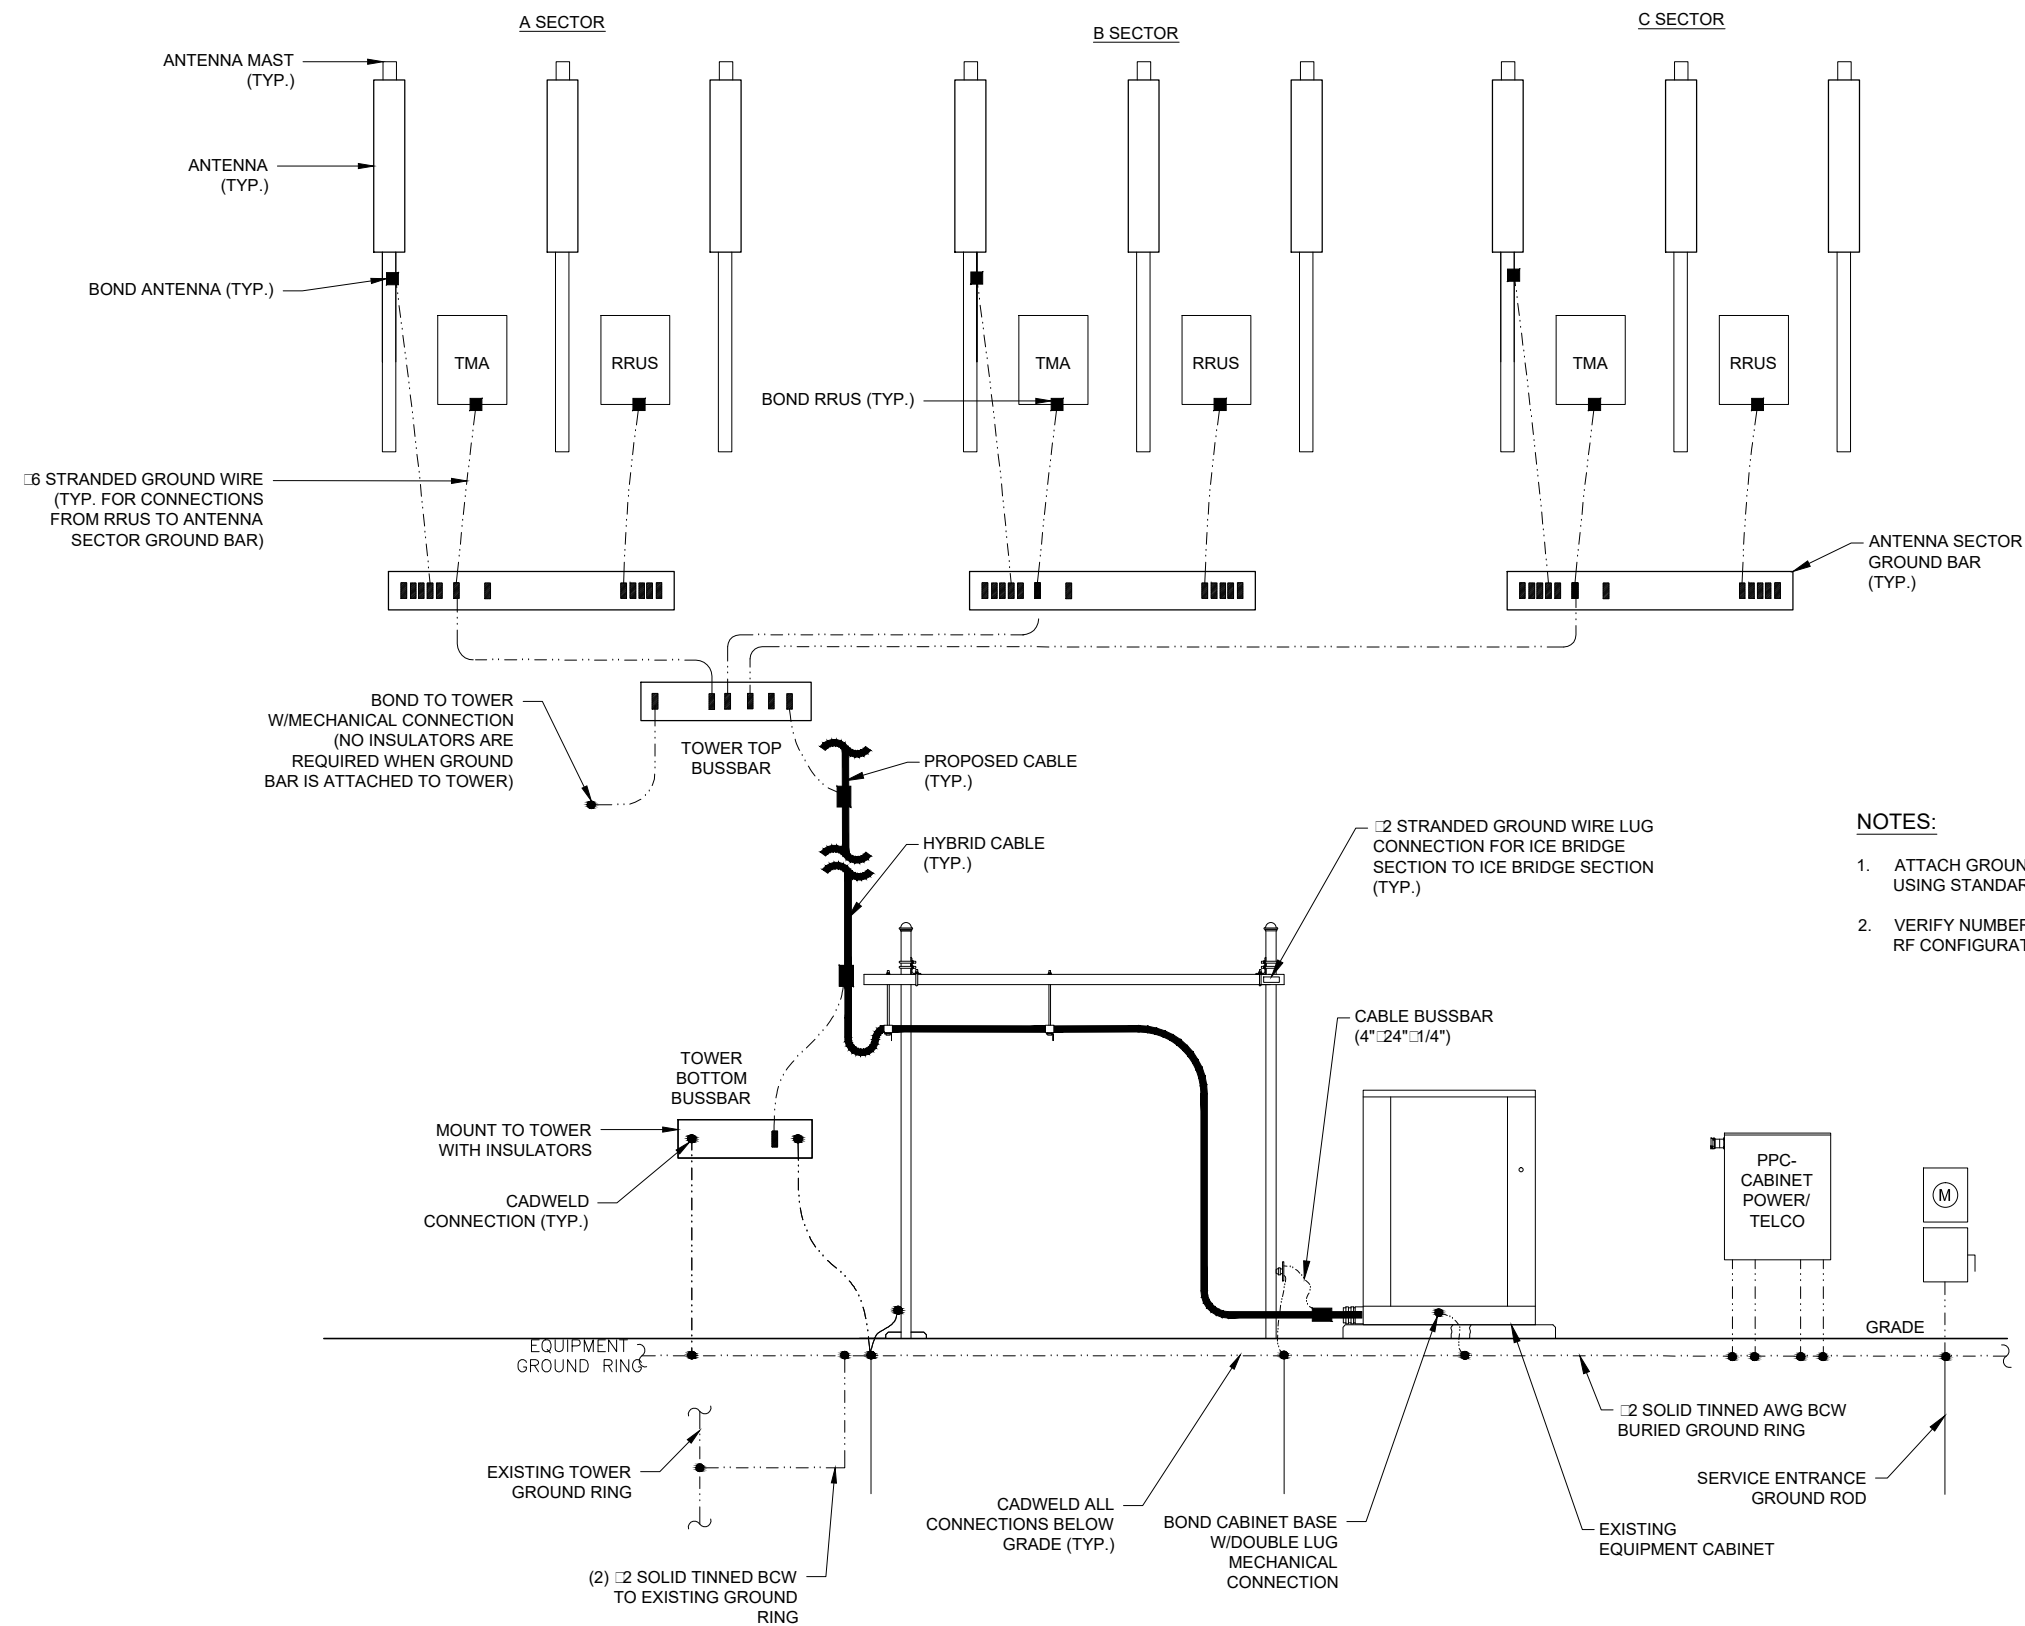 A SECTOR
B SECTOR
C SECTOR
ANTENNA MAST
(TYP.)
ANTENNA
(TYP.)
BOND ANTENNA (TYP.)
TMA
RRUS
BOND RRUS (TYP.)
TMA
RRUS
TMA
RRUS
□6 STRANDED GROUND WIRE
(TYP. FOR CONNECTIONS
FROM RRUS TO ANTENNA
SECTOR GROUND BAR)
ANTENNA SECTOR
GROUND BAR
(TYP.)
BOND TO TOWER
W/MECHANICAL CONNECTION
(NO INSULATORS ARE
REQUIRED WHEN GROUND
BAR IS ATTACHED TO TOWER)
TOWER TOP
BUSSBAR
PROPOSED CABLE
(TYP.)
HYBRID CABLE
(TYP.)
□2 STRANDED GROUND WIRE LUG
CONNECTION FOR ICE BRIDGE
SECTION TO ICE BRIDGE SECTION
(TYP.)
NOTES:
1. ATTACH GROUN
USING STANDAR
2. VERIFY NUMBER
RF CONFIGURAT
CABLE BUSSBAR
(4"□24"□1/4")
TOWER
BOTTOM
BUSSBAR
MOUNT TO TOWER
WITH INSULATORS
CADWELD
CONNECTION (TYP.)
PPC-
CABINET
POWER/
TELCO
M
GRADE
EQUIPMENT
GROUND RING
EXISTING TOWER
GROUND RING
(2) □2 SOLID TINNED BCW
TO EXISTING GROUND
RING
CADWELD ALL
CONNECTIONS BELOW
GRADE (TYP.)
BOND CABINET BASE
W/DOUBLE LUG
MECHANICAL
CONNECTION
□2 SOLID TINNED AWG BCW
BURIED GROUND RING
SERVICE ENTRANCE
GROUND ROD
EXISTING
EQUIPMENT CABINET